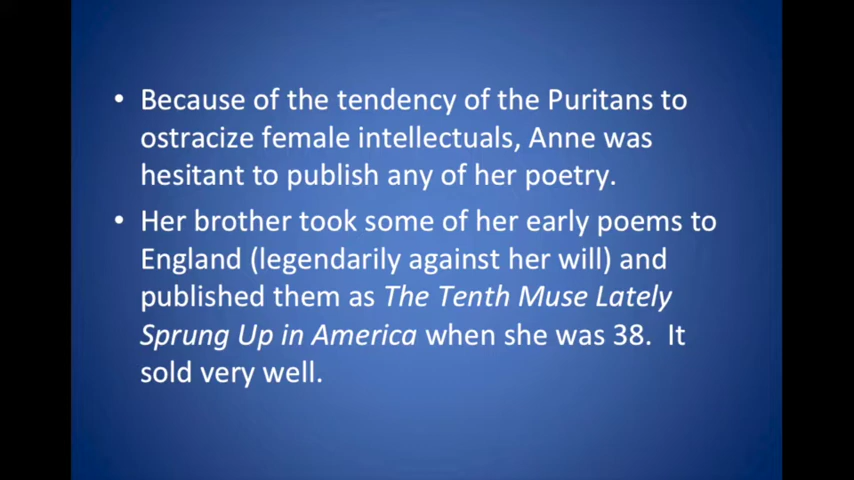 • Because of the tendency of the Puritans to
ostracize female intellectuals, Anne was
hesitant to publish any of her poetry.
• Her brother took some of her early poems to
England (legendarily against her will) and
published them as The Tenth Muse Lately
Sprung Up in America when she was 38.  It
sold very well.